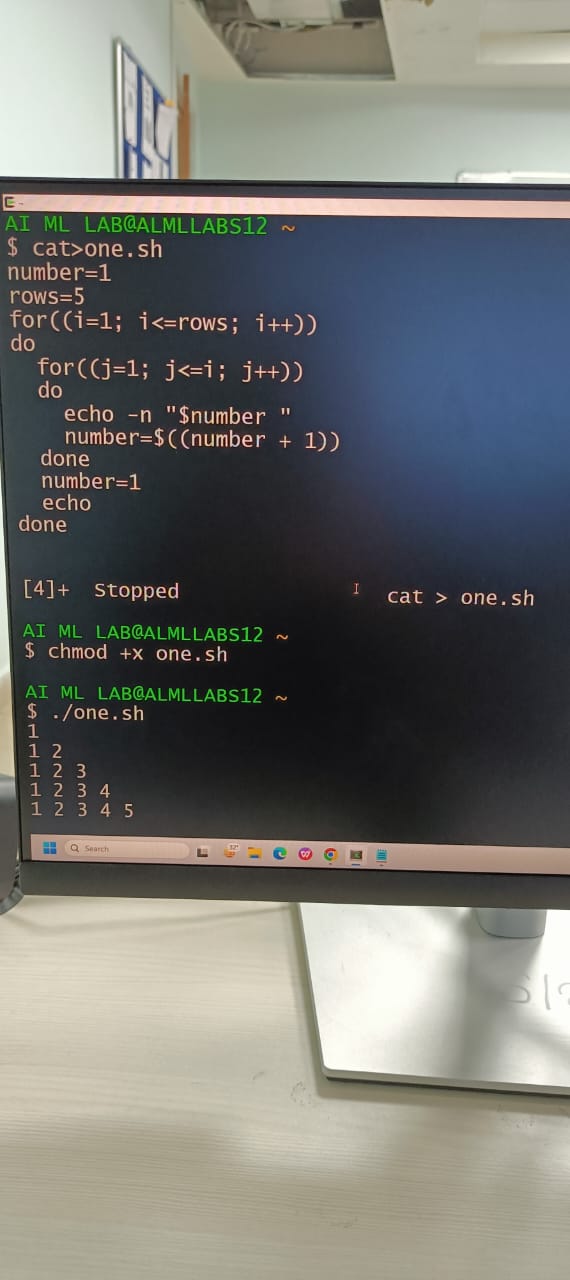 AI ML LAB@ALMLLABS12 ~
$ cat>one.sh
number=1
rows=5
for((i=1; i<=rows; i++))
do
  for((j=1; j<=i; j++))
  do
    echo -n "$number "
    number=$((number + 1))
  done
  number=1
  echo
done
[4]+  Stopped                 cat > one.sh
AI ML LAB@ALMLLABS12 ~
$ chmod +x one.sh
AI ML LAB@ALMLLABS12 ~
$ ./one.sh
1
1 2
1 2 3
1 2 3 4
1 2 3 4 5
Search